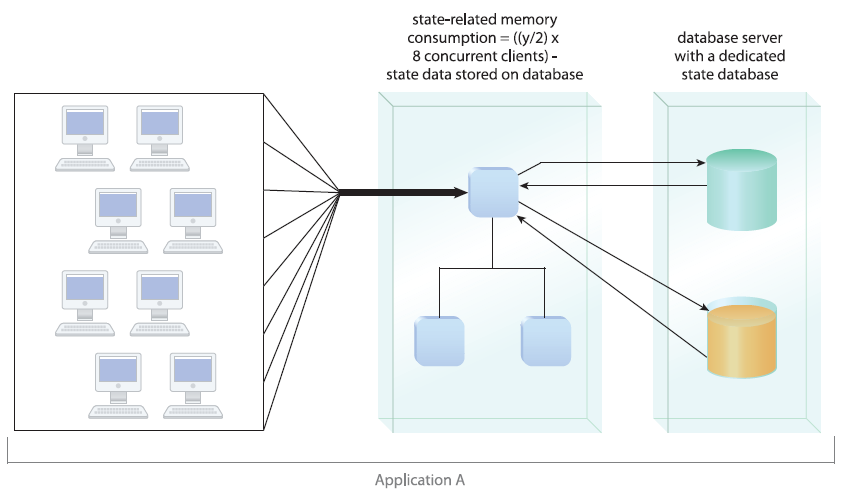 state-related memory
consumption = ((y/2) x
8 concurrent clients) -
state data stored on database
database server
with a dedicated
state database
Application A